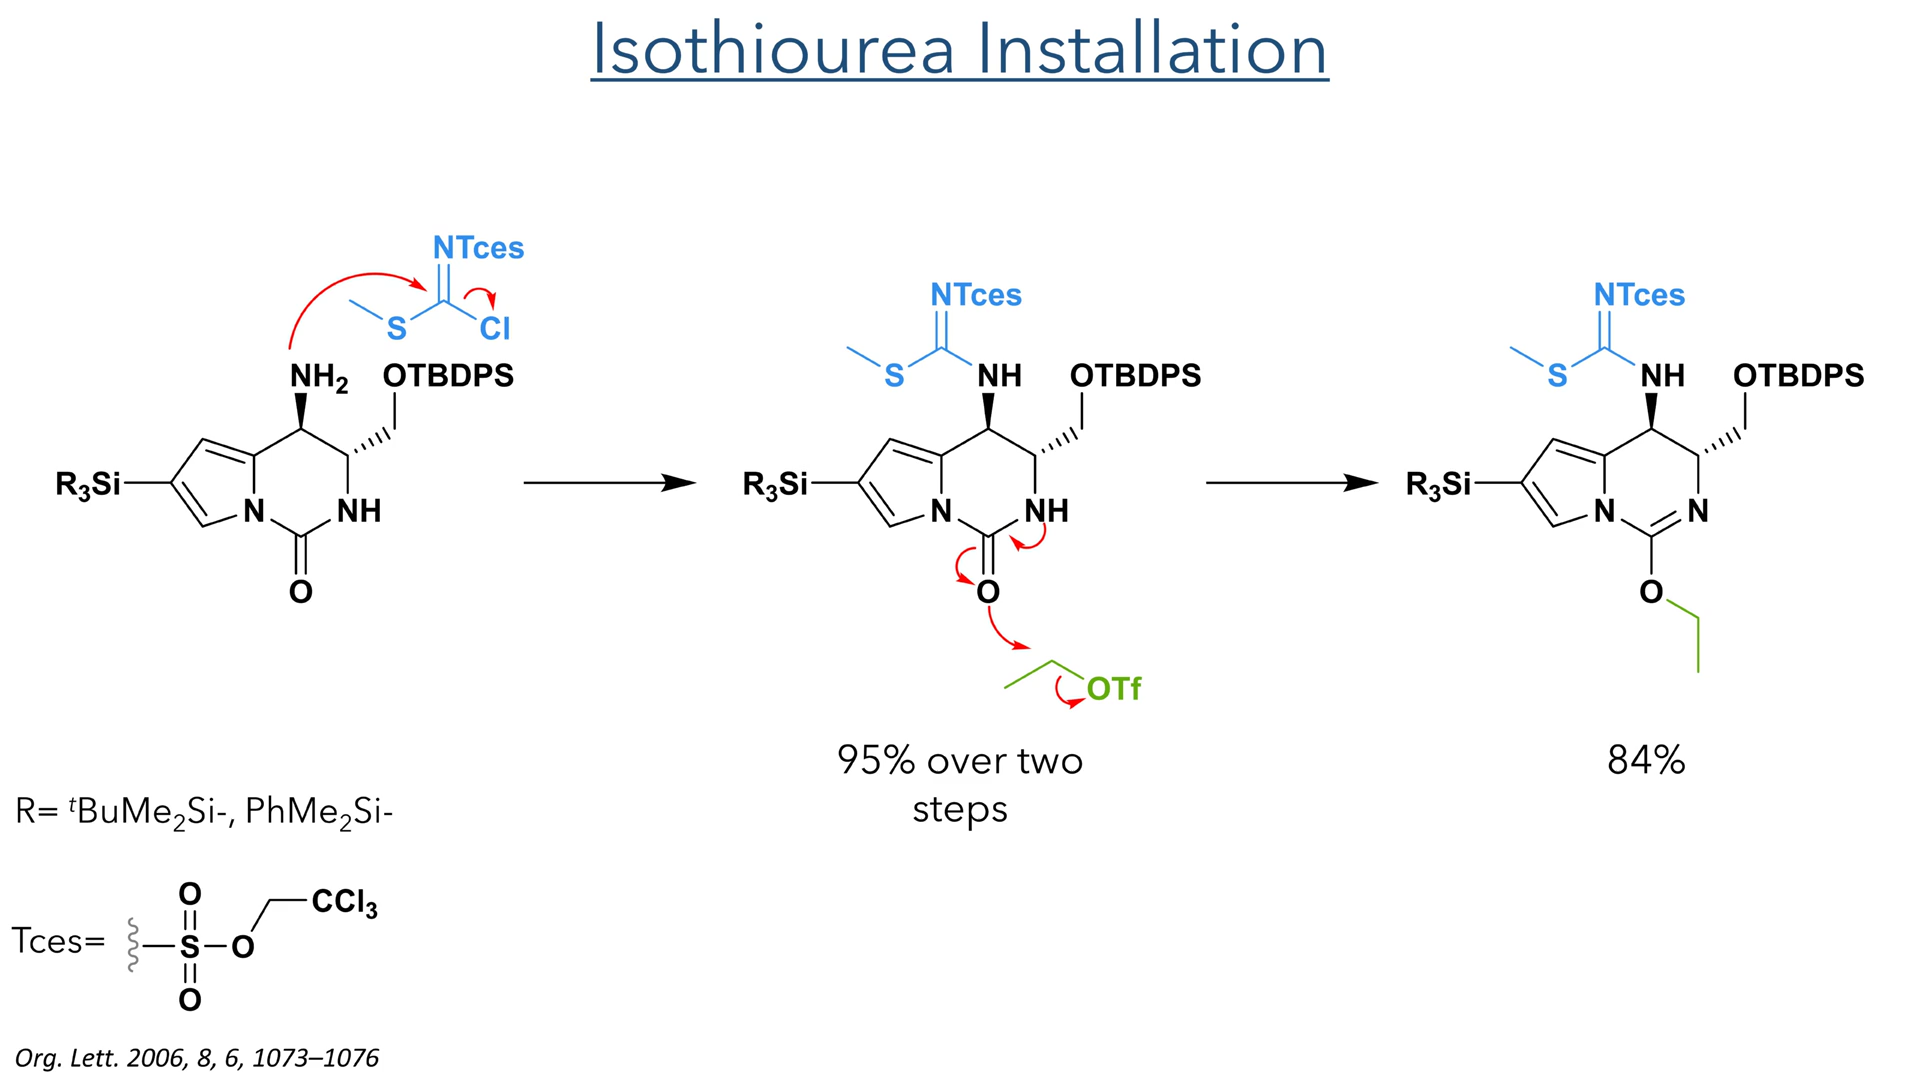 Isothiourea Installation
NTces
S
Cl
NH₂
OTBDPS
R₃Si
N
NH
O
NTces
S
NH
OTBDPS
R₃Si
N
NH
O
OTf
NTces
S
NH
OTBDPS
R₃Si
N
N
O
95% over two
steps
84%
R= ᵗBuMe₂Si-, PhMe₂Si-
Tces=
O
S
O
O
CCl₃
Org. Lett. 2006, 8, 6, 1073–1076